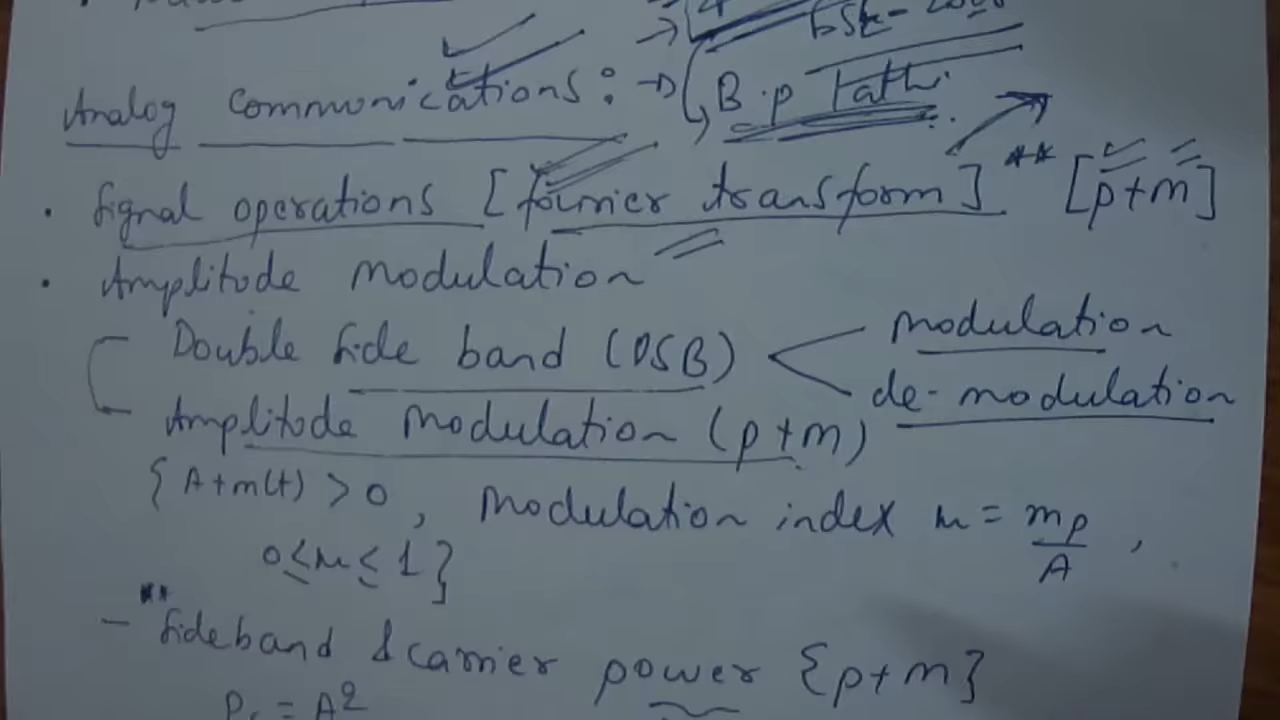 Analog Communications: → B.p Lathi.
• Signal operations [fourier transform] ** [p+m]
• Amplitude modulation
Double side band (DSB) < modulation
de-modulation
Amplitude modulation (p+m)
{A+m(t) > 0 , modulation index μ = mp/A ,
0≤μ≤1}
- ** Sideband & carrier power {p+m}